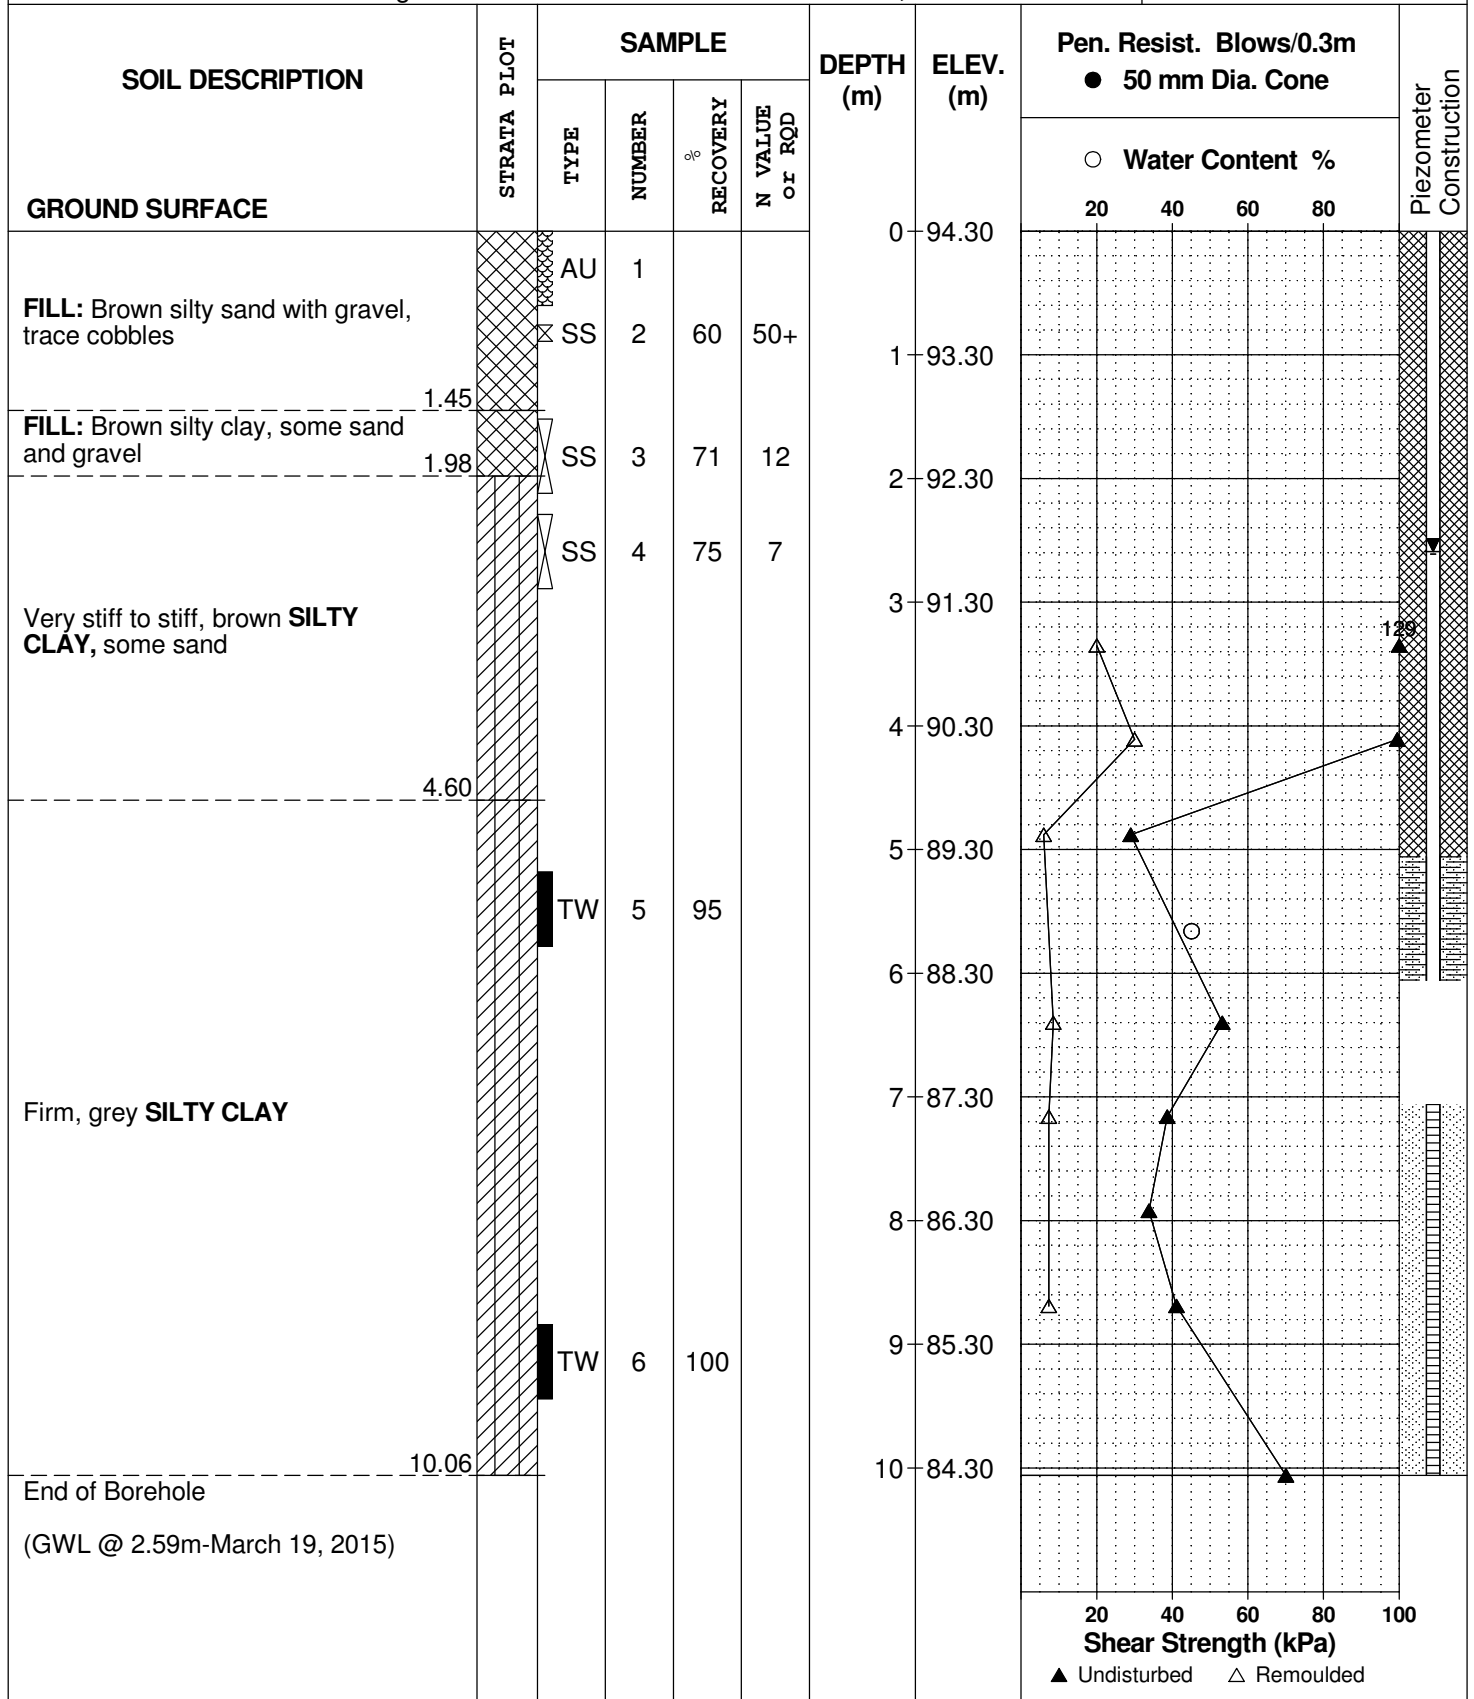 SOIL DESCRIPTION
GROUND SURFACE
STRATA PLOT
SAMPLE
TYPE
NUMBER
% RECOVERY
N VALUE or RQD
DEPTH (m)
ELEV. (m)
Pen. Resist. Blows/0.3m
● 50 mm Dia. Cone
○ Water Content %
20 40 60 80
Piezometer Construction
0 94.30
AU 1
FILL: Brown silty sand with gravel,
trace cobbles
SS 2 60 50+
1 93.30
1.45
FILL: Brown silty clay, some sand
and gravel
1.98
SS 3 71 12
2 92.30
SS 4 75 7
3 91.30
Very stiff to stiff, brown SILTY
CLAY, some sand
129
4 90.30
4.60
5 89.30
TW 5 95
6 88.30
7 87.30
Firm, grey SILTY CLAY
8 86.30
9 85.30
TW 6 100
10.06
10 84.30
End of Borehole
(GWL @ 2.59m-March 19, 2015)
20 40 60 80 100
Shear Strength (kPa)
▲ Undisturbed △ Remoulded